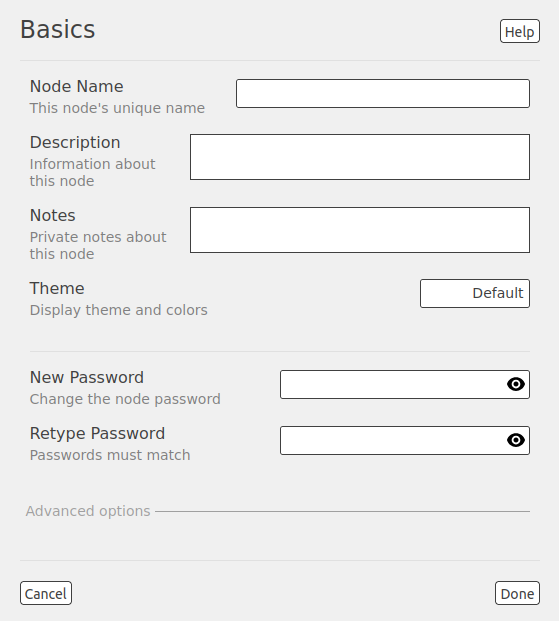 Basics
Help
Node Name
This node's unique name
Description
Information about
this node
Notes
Private notes about
this node
Theme
Default
Display theme and colors
New Password
Change the node password
Retype Password
Passwords must match
Advanced options
Cancel
Done